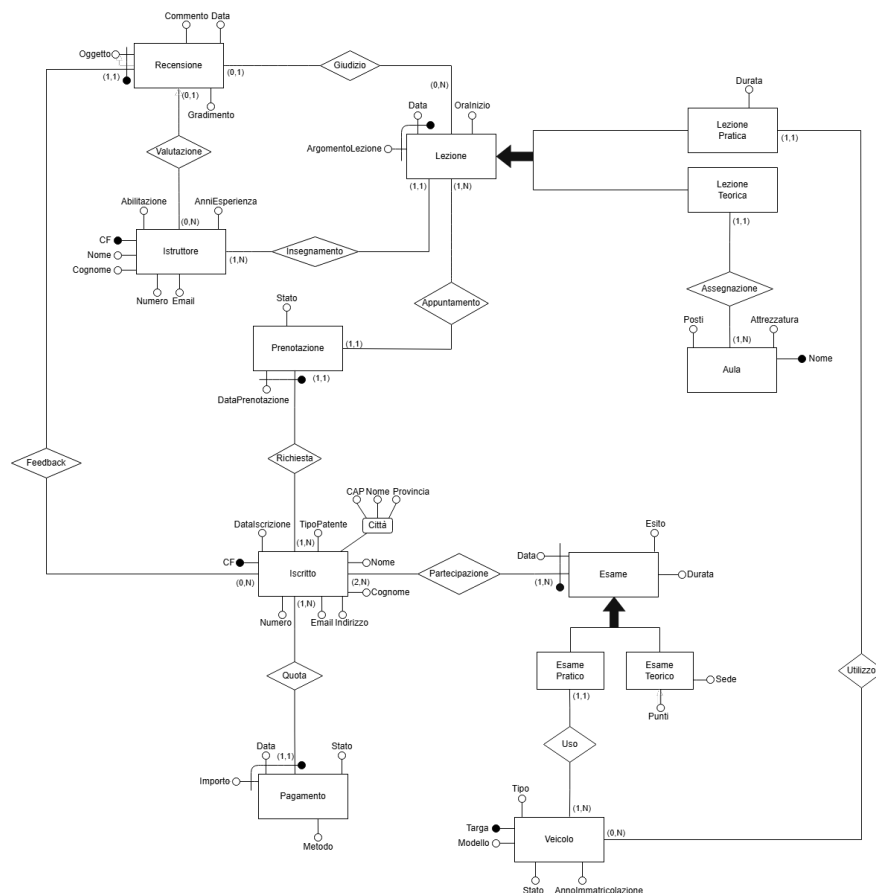 Commento Data
Oggetto
Recensione
(1,1)
(0,1)
(0,1)
Gradimento
Giudizio
(0,N)
Data
OraInizio
ArgomentoLezione
Lezione
(1,1)
(1,N)
Durata
Lezione
Pratica
(1,1)
Lezione
Teorica
(1,1)
Valutazione
Abilitazione
AnniEsperienza
(0,N)
CF
Nome
Cognome
Istruttore
(1,N)
Numero Email
Insegnamento
Assegnazione
Appuntamento
Stato
Prenotazione
(1,1)
(1,1)
DataPrenotazione
Posti
Attrezzatura
(1,N)
Aula
Nome
Feedback
Richiesta
CAP Nome Provincia
Città
DataIscrizione
TipoPatente
(1,N)
CF
(0,N)
Iscritto
Nome
(2,N)
Cognome
(1,N)
Numero
Email Indirizzo
Partecipazione
Esito
Data
(1,N)
Esame
Durata
Esame
Pratico
(1,1)
Esame
Teorico
Sede
Punti
Utilizzo
Quota
Uso
Data
(1,1)
Stato
Importo
Pagamento
Metodo
Tipo
(1,N)
Targa
Modello
Veicolo
(0,N)
Stato
AnnoImmatricolazione